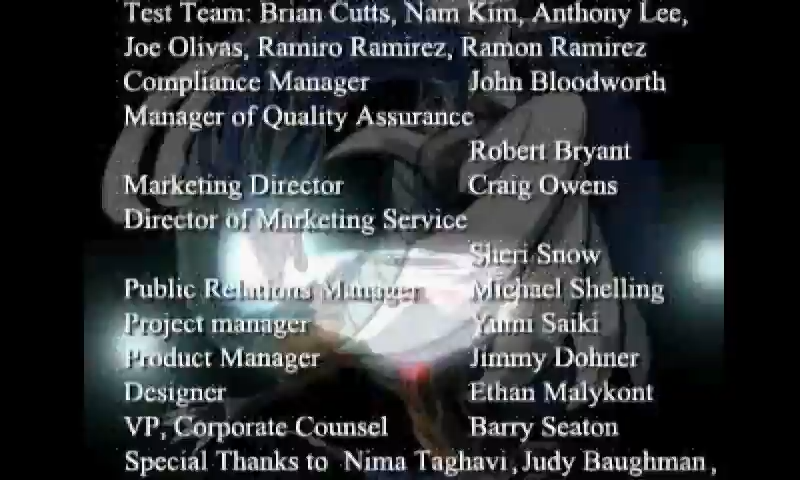 Test Team: Brian Cutts, Nam Kim, Anthony Lee,
Joe Olivas, Ramiro Ramirez, Ramon Ramirez
Compliance Manager John Bloodworth
Manager of Quality Assurance
Robert Bryant
Marketing Director Craig Owens
Director of Marketing Service
Sheri Snow
Public Relations Manager Michael Shelling
Project manager Yumi Saiki
Product Manager Jimmy Dohner
Designer Ethan Malykont
VP, Corporate Counsel Barry Seaton
Special Thanks to Nima Taghavi, Judy Baughman,